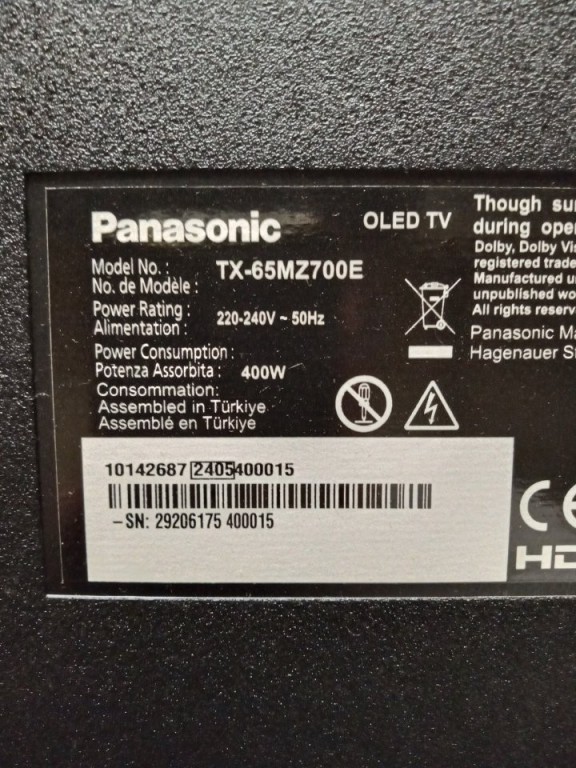 Panasonic
OLED TV
Model No. : TX-65MZ700E
No. de Modèle :
Power Rating : 220-240V ~ 50Hz
Alimentation :
Power Consumption :
Potenza Assorbita : 400W
Consommation:
Assembled in Türkiye
Assemblé en Türkiye
Though
during
Dolby, Dolby
registered
Manufactured
unpublished
All rights
Panasonic
Hagenauer
10142687 2405400015
-SN: 29206175 400015
CE